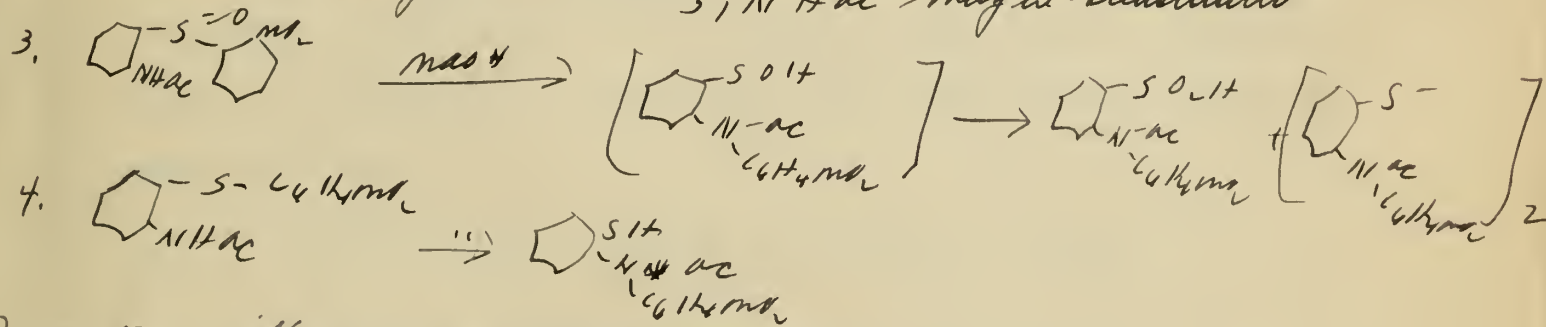 S, NHAc
3. S=O NO2
NHAc
NaOH
SOH
N-Ac
C6H4NO2
SO2H
N-Ac
C6H4NO2
+
S-
N Ac
C6H4NO2
2
4. S-C6H4NO2
NHAc
"
SH
N Ac
C6H4NO2